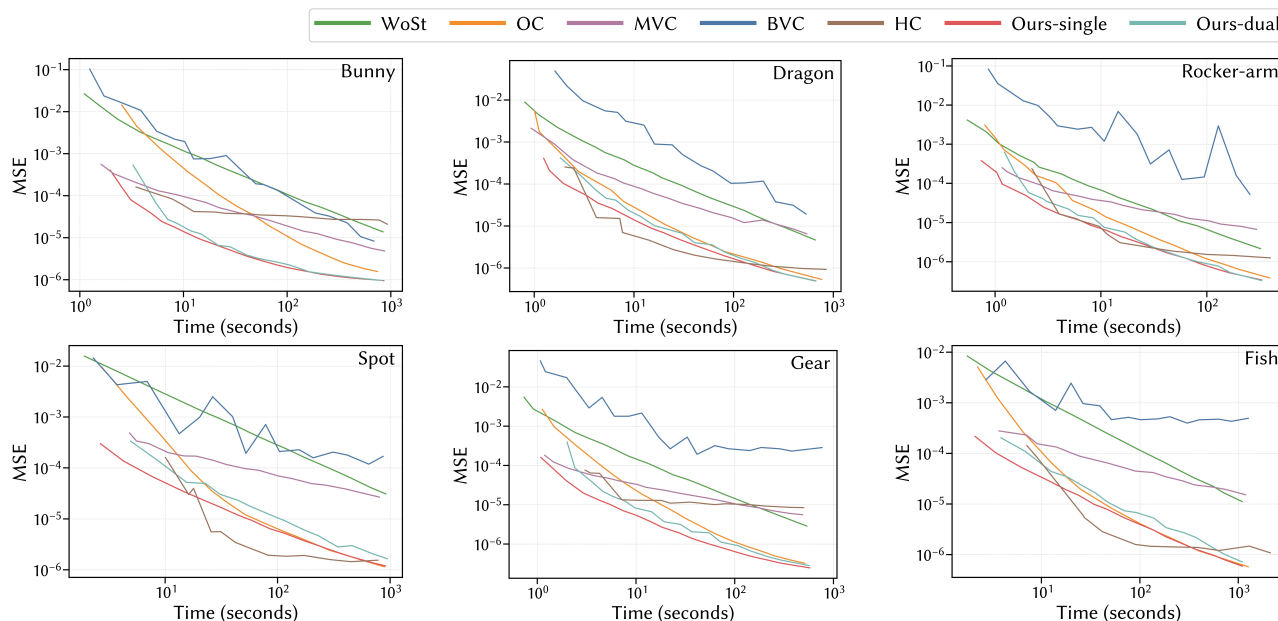 WoSt OC MVC BVC HC Ours-single Ours-dual
Bunny
MSE
10⁻¹
10⁻²
10⁻³
10⁻⁴
10⁻⁵
10⁻⁶
10⁰ 10¹ 10² 10³
Time (seconds)
Dragon
MSE
10⁻²
10⁻³
10⁻⁴
10⁻⁵
10⁻⁶
10⁰ 10¹ 10² 10³
Time (seconds)
Rocker-arm
MSE
10⁻¹
10⁻²
10⁻³
10⁻⁴
10⁻⁵
10⁻⁶
10⁰ 10¹ 10²
Time (seconds)
Spot
MSE
10⁻²
10⁻³
10⁻⁴
10⁻⁵
10⁻⁶
10¹ 10² 10³
Time (seconds)
Gear
MSE
10⁻²
10⁻³
10⁻⁴
10⁻⁵
10⁻⁶
10⁰ 10¹ 10² 10³
Time (seconds)
Fish
MSE
10⁻²
10⁻³
10⁻⁴
10⁻⁵
10⁻⁶
10¹ 10² 10³
Time (seconds)